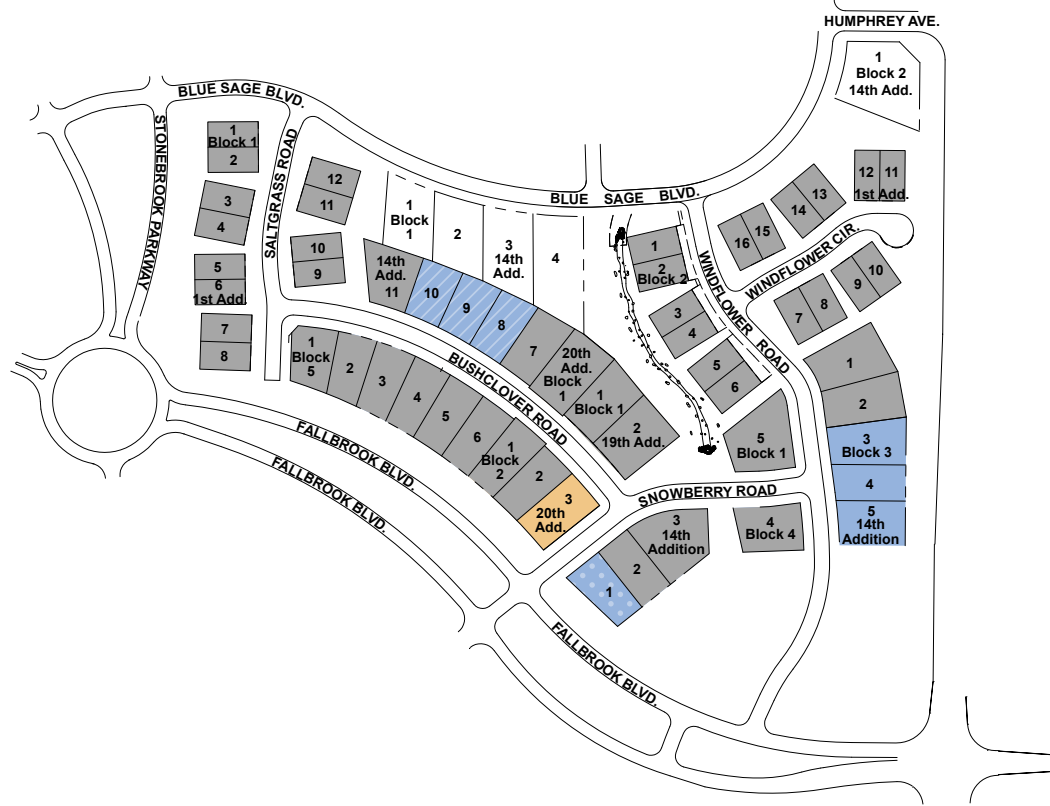 HUMPHREY AVE.
1
Block 2
14th Add.
BLUE SAGE BLVD.
STONEBROOK PARKWAY
SALTGRASS ROAD
1
Block 1
2
3
4
5
6
1st Add.
7
8
12
11
10
9
1
Block
1
2
3
14th
Add.
4
BLUE SAGE BLVD.
14th
Add.
11
10
9
8
7
20th
Add.
Block
1
1
Block 1
2
19th Add.
1
2
Block 2
3
4
5
6
5
Block 1
WINDFLOWER ROAD
WINDFLOWER CIR.
12
11
1st Add.
13
14
15
16
10
9
8
7
1
2
3
Block 3
4
5
14th
Addition
1
Block
5
2
3
4
5
6
1
Block
2
2
3
20th
Add.
BUSHCLOVER ROAD
SNOWBERRY ROAD
3
14th
Addition
2
1
4
Block 4
FALLBROOK BLVD.
FALLBROOK BLVD.
FALLBROOK BLVD.